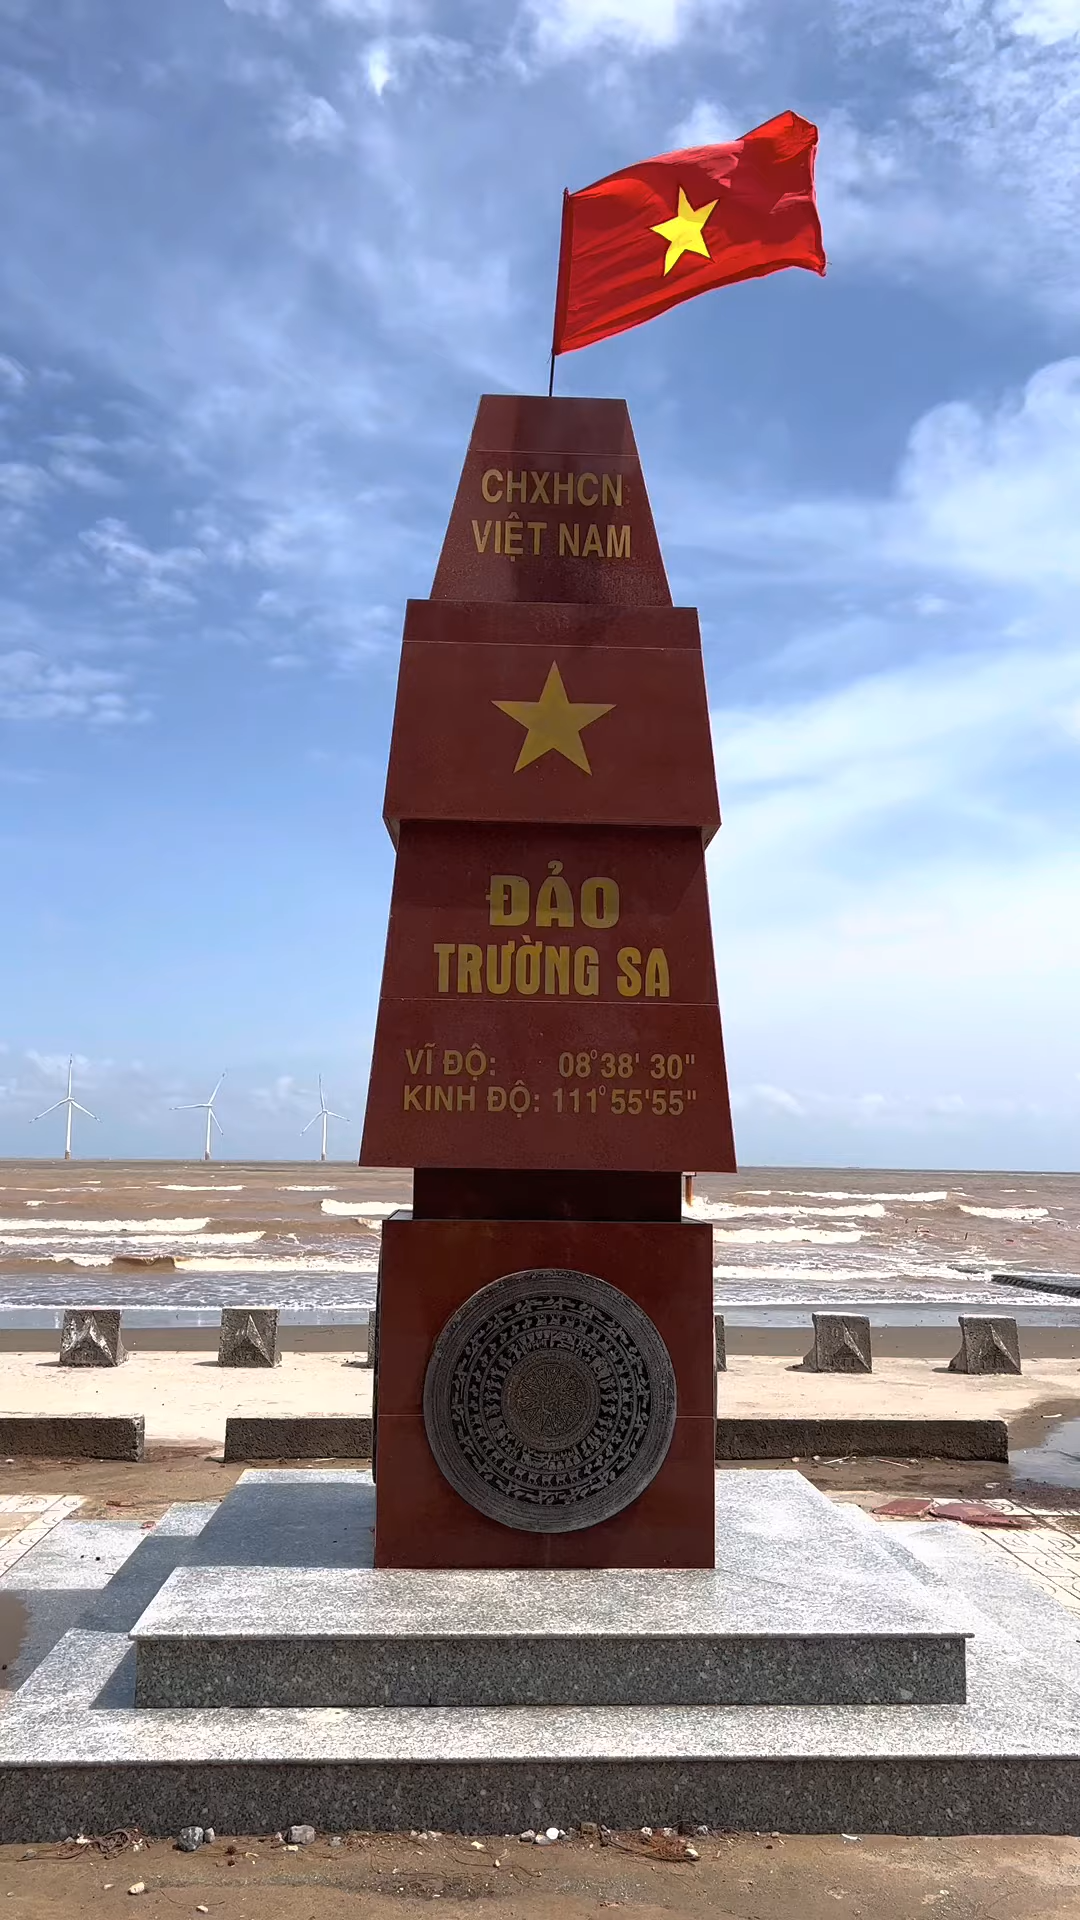 CHXHCN
VIỆT NAM
ĐẢO
TRƯỜNG SA
VĨ ĐỘ: 08°38' 30"
KINH ĐỘ: 111°55'55"